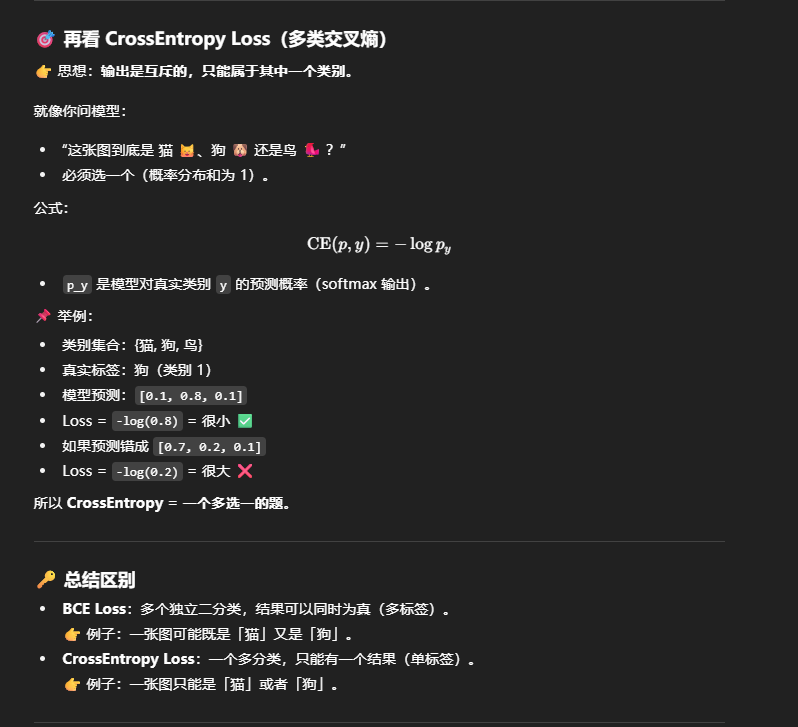 🎯 再看 CrossEntropy Loss（多类交叉熵）
👉 思想：输出是互斥的，只能属于其中一个类别。
就像你问模型：
• “这张图到底是 猫 🐱、狗 🐶 还是鸟 🐦 ？”
• 必须选一个（概率分布和为 1）。
公式：
CE(p, y) = − log p_y
• p_y 是模型对真实类别 y 的预测概率（softmax 输出）。
📌 举例：
• 类别集合：{猫, 狗, 鸟}
• 真实标签：狗（类别 1）
• 模型预测： [0.1, 0.8, 0.1]
• Loss = -log(0.8) = 很小 ✅
• 如果预测错成 [0.7, 0.2, 0.1]
• Loss = -log(0.2) = 很大 ❌
所以 CrossEntropy = 一个多选一的题。
🔑 总结区别
• BCE Loss：多个独立二分类，结果可以同时为真（多标签）。
👉 例子：一张图可能既是「猫」又是「狗」。
• CrossEntropy Loss：一个多分类，只能有一个结果（单标签）。
👉 例子：一张图只能是「猫」或者「狗」。